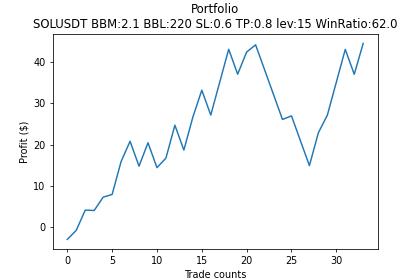 Portfolio
SOLUSDT BBM:2.1 BBL:220 SL:0.6 TP:0.8 lev:15 WinRatio:62.0
Profit ($)
40
30
20
10
0
0 5 10 15 20 25 30
Trade counts